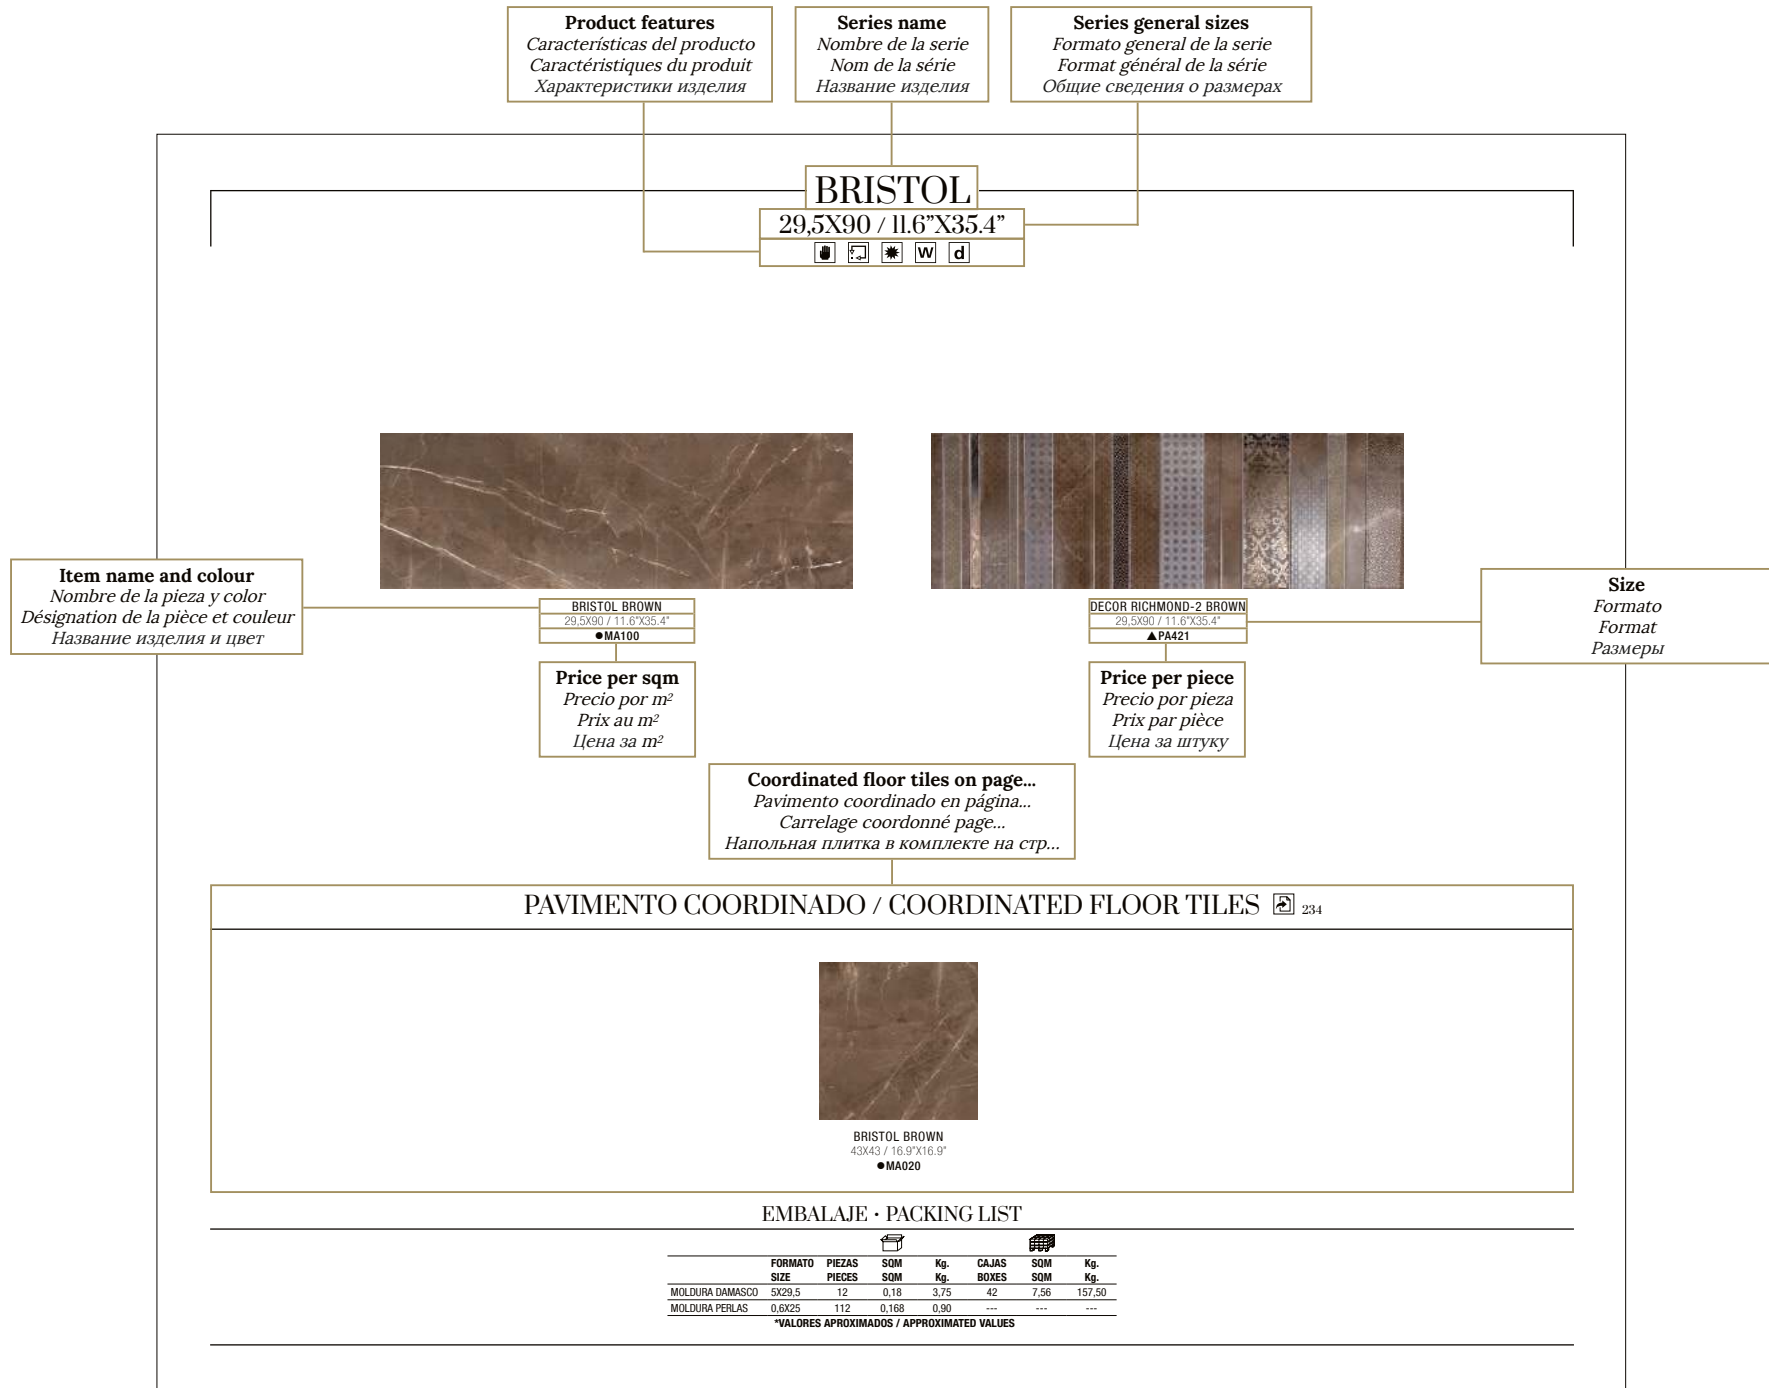 Product features
Características del producto
Caractéristiques du produit
Характеристики изделия
Series name
Nombre de la serie
Nom de la série
Название изделия
Series general sizes
Formato general de la serie
Format général de la série
Общие сведения о размерах
BRISTOL
29,5X90 / 11.6"X35.4"
W d
Item name and colour
Nombre de la pieza y color
Désignation de la pièce et couleur
Название изделия и цвет
BRISTOL BROWN
29,5X90 / 11.6"X35.4"
●MA100
Price per sqm
Precio por m²
Prix au m²
Цена за m²
DECOR RICHMOND-2 BROWN
29,5X90 / 11.6"X35.4"
▲PA421
Price per piece
Precio por pieza
Prix par pièce
Цена за штуку
Size
Formato
Format
Размеры
Coordinated floor tiles on page...
Pavimento coordinado en página...
Carrelage coordonné page...
Напольная плитка в комплекте на стр...
PAVIMENTO COORDINADO / COORDINATED FLOOR TILES 234
BRISTOL BROWN
43X43 / 16.9"X16.9"
●MA020
EMBALAJE · PACKING LIST
FORMATO PIEZAS SQM Kg. CAJAS SQM Kg.
SIZE PIECES SQM Kg. BOXES SQM Kg.
MOLDURA DAMASCO 5X29,5 12 0,18 3,75 42 7,56 157,50
MOLDURA PERLAS 0,6X25 112 0,168 0,90 --- --- ---
*VALORES APROXIMADOS / APPROXIMATED VALUES